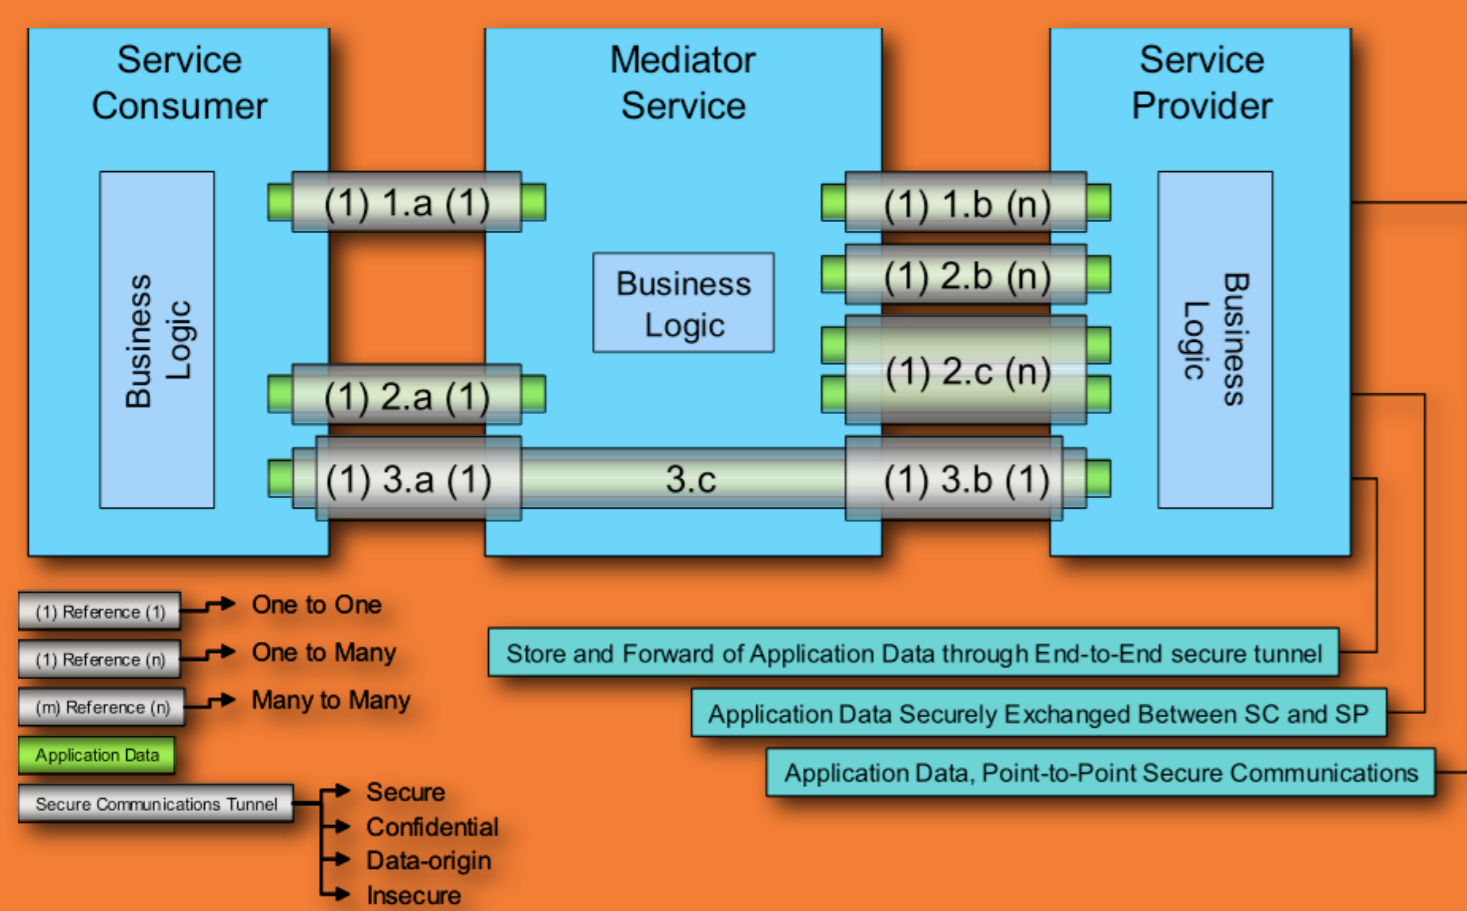 Service
Consumer
Mediator
Service
Service
Provider
(1) 1.a (1)
(1) 1.b (n)
(1) 2.b (n)
Business
Logic
Business
Logic
Business
Logic
(1) 2.c (n)
(1) 2.a (1)
(1) 3.a (1)
3.c
(1) 3.b (1)
(1) Reference (1)
One to One
(1) Reference (n)
One to Many
(m) Reference (n)
Many to Many
Application Data
Secure Communications Tunnel
Secure
Confidential
Data-origin
Insecure
Store and Forward of Application Data through End-to-End secure tunnel
Application Data Securely Exchanged Between SC and SP
Application Data, Point-to-Point Secure Communications